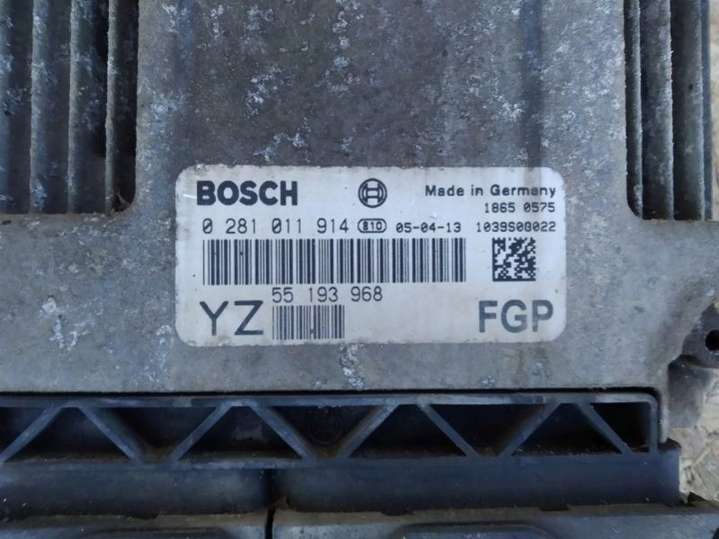 BOSCH Made in Germany
1865 0575
0 281 011 914 810 05-04-13 1039S08022
55 193 968
YZ FGP